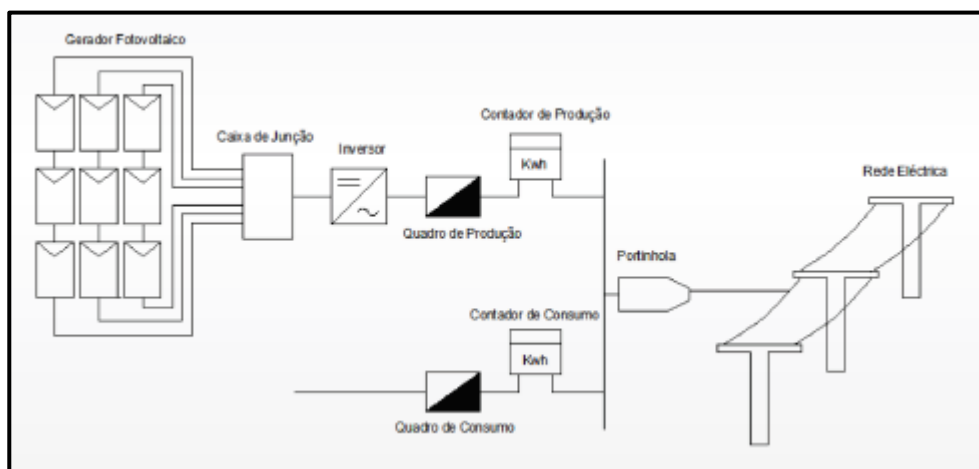 Gerador Fotovoltaico
Contador de Produção
Caixa de Junção
Inversor
Kwh
Rede Eléctrica
Quadro de Produção
Portinhola
Contador de Consumo
Kwh
Quadro de Consumo